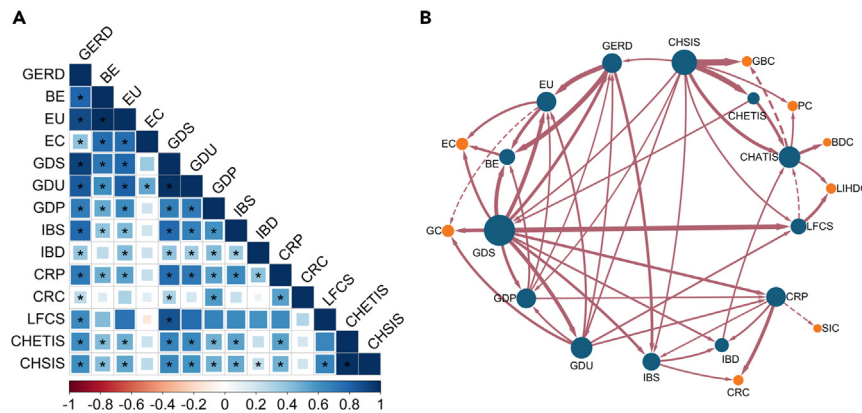 A
GERD
BE
EU
EC
GDS
GDU
GDP
IBS
IBD
CRP
CRC
LFCS
CHETIS
CHSIS
GERD
BE
EU
EC
GDS
GDU
GDP
IBS
IBD
CRP
CRC
LFCS
CHETIS
CHSIS
-1 -0.8 -0.6 -0.4 -0.2 0 0.2 0.4 0.6 0.8 1
B
CHSIS
GERD
GBC
EU
CHETIS
PC
EC
BE
CHATIS
BDC
LIHDC
GC
GDS
LFCS
GDP
CRP
SIC
GDU
IBS
IBD
CRC